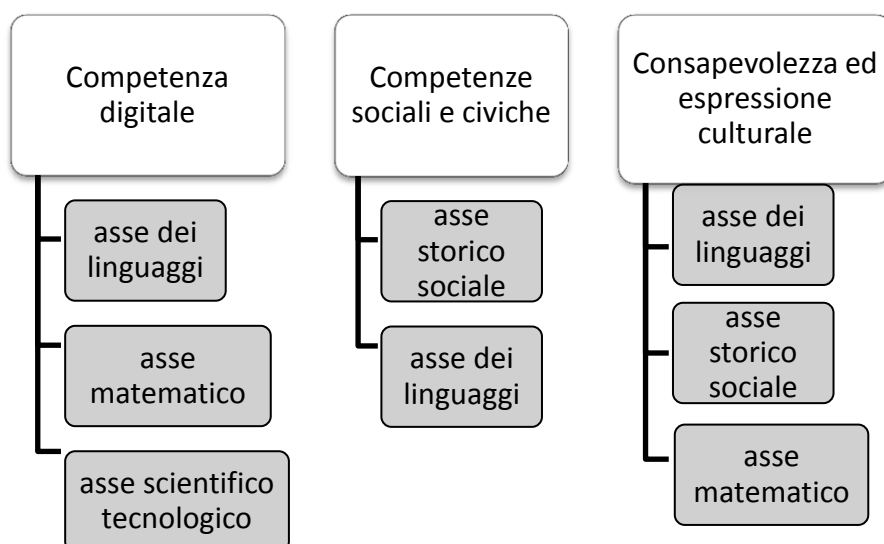 Competenza
digitale
asse dei
linguaggi
asse
matematico
asse scientifico
tecnologico
Competenze
sociali e civiche
asse
storico
sociale
asse dei
linguaggi
Consapevolezza ed
espressione
culturale
asse dei
linguaggi
asse
storico
sociale
asse
matematico